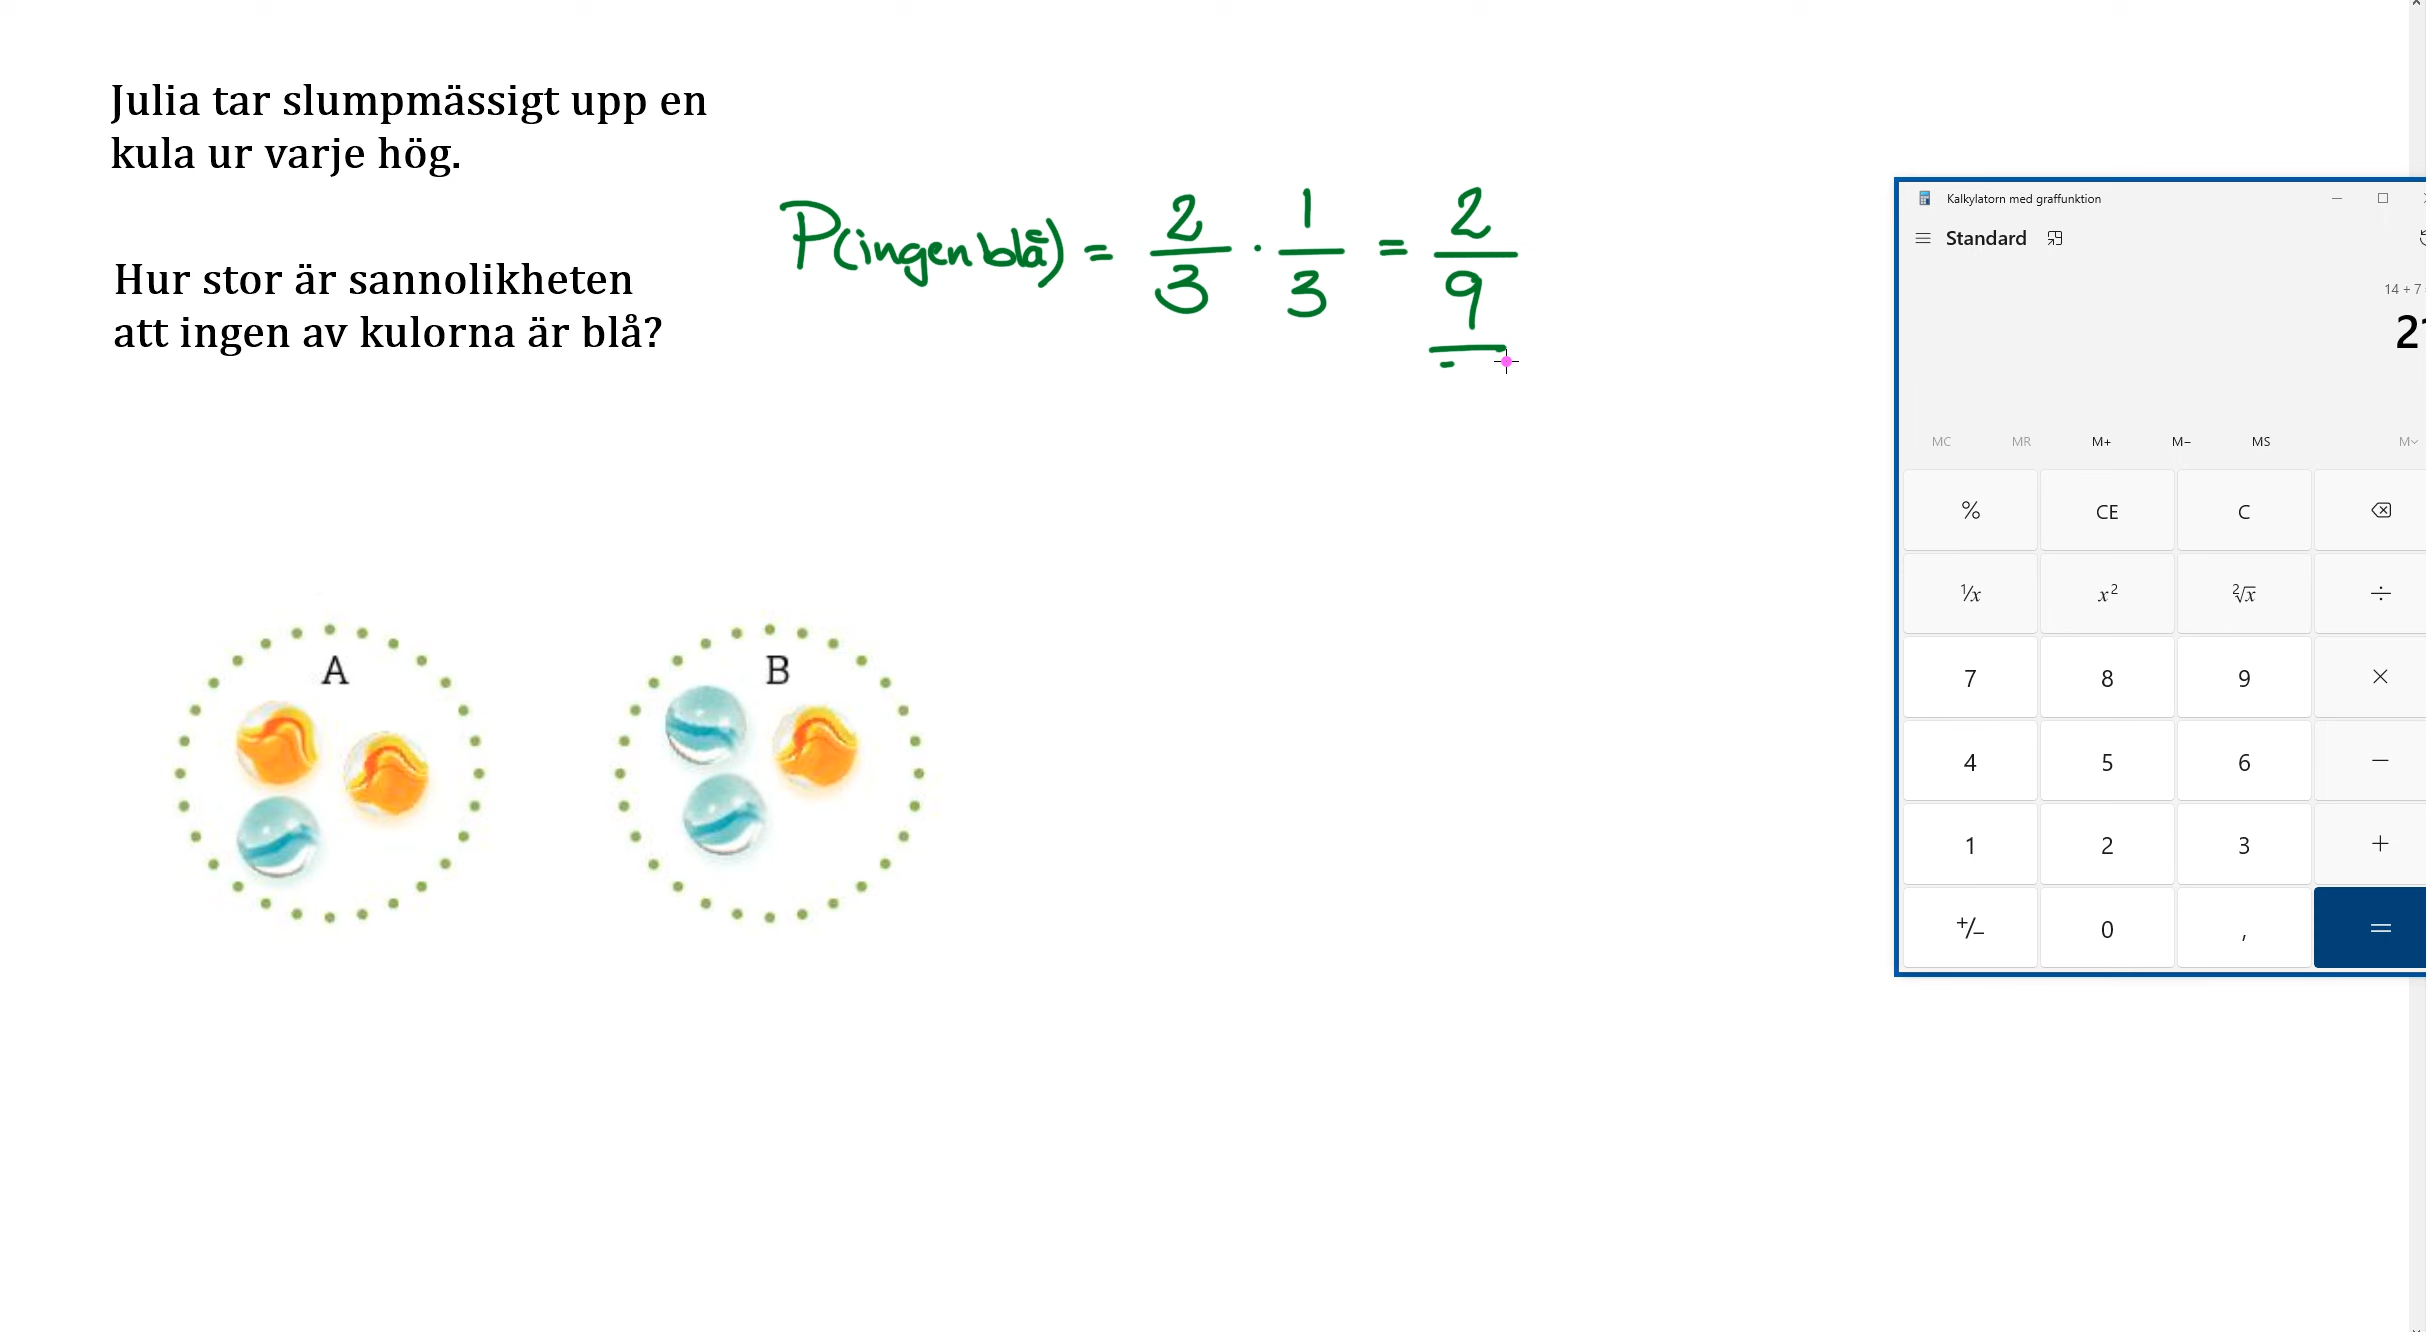 Julia tar slumpmässigt upp en
kula ur varje hög.
Hur stor är sannolikheten
att ingen av kulorna är blå?
P(ingen blå) = 2/3 · 1/3 = 2/9
A
B
Kalkylatorn med graffunktion
Standard
14 + 7
21
MC MR M+ M− MS M
% CE C
1/x x² ²√x ÷
7 8 9 ×
4 5 6 −
1 2 3 +
+/− 0 , =